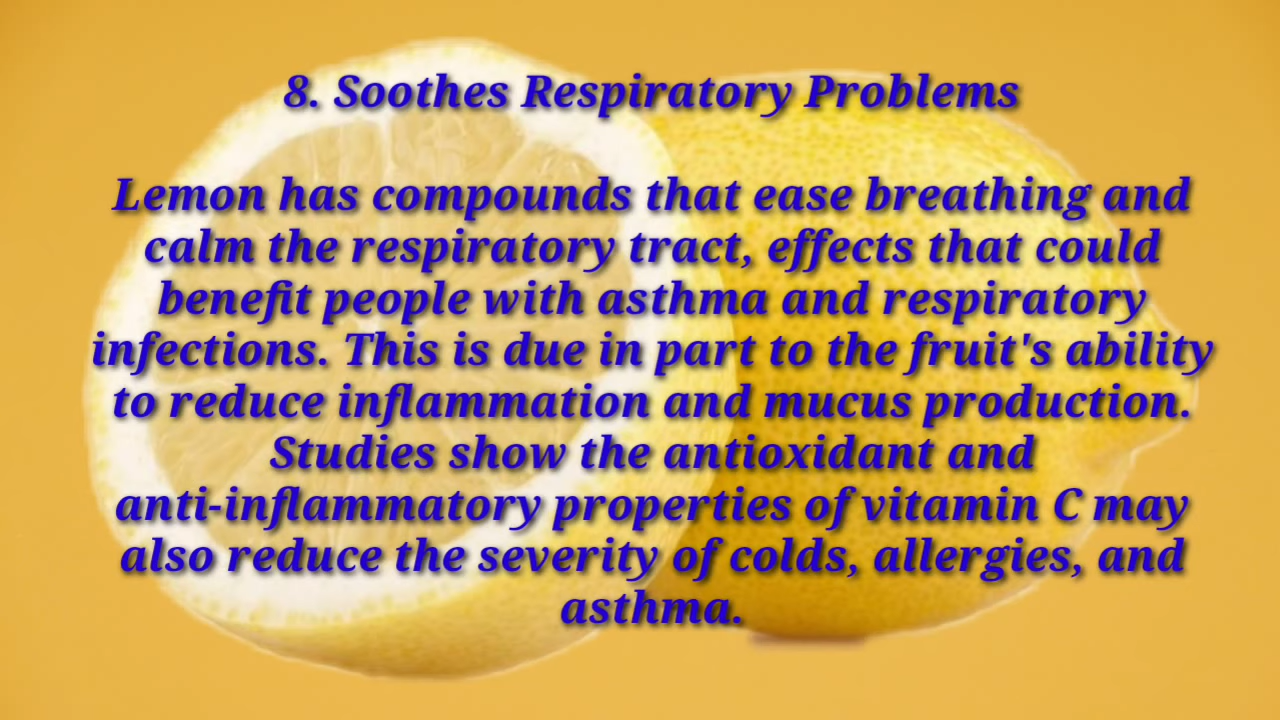 8. Soothes Respiratory Problems
Lemon has compounds that ease breathing and
calm the respiratory tract, effects that could
benefit people with asthma and respiratory
infections. This is due in part to the fruit's ability
to reduce inflammation and mucus production.
Studies show the antioxidant and
anti-inflammatory properties of vitamin C may
also reduce the severity of colds, allergies, and
asthma.